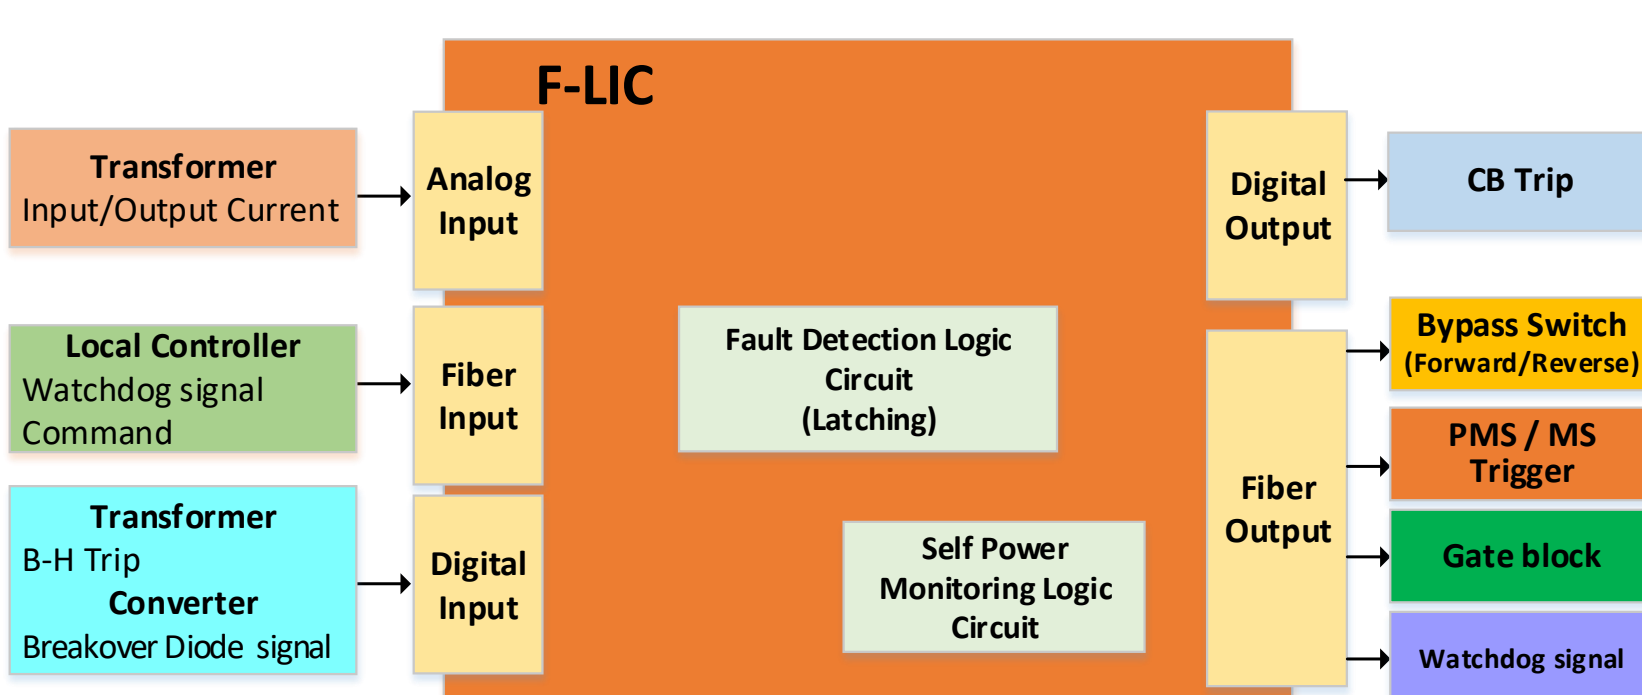 F-LIC
Transformer
Input/Output Current
Analog
Input
Local Controller
Watchdog signal
Command
Fiber
Input
Transformer
B-H Trip
Converter
Breakover Diode signal
Digital
Input
Fault Detection Logic
Circuit
(Latching)
Self Power
Monitoring Logic
Circuit
Digital
Output
CB Trip
Fiber
Output
Bypass Switch
(Forward/Reverse)
PMS / MS
Trigger
Gate block
Watchdog signal